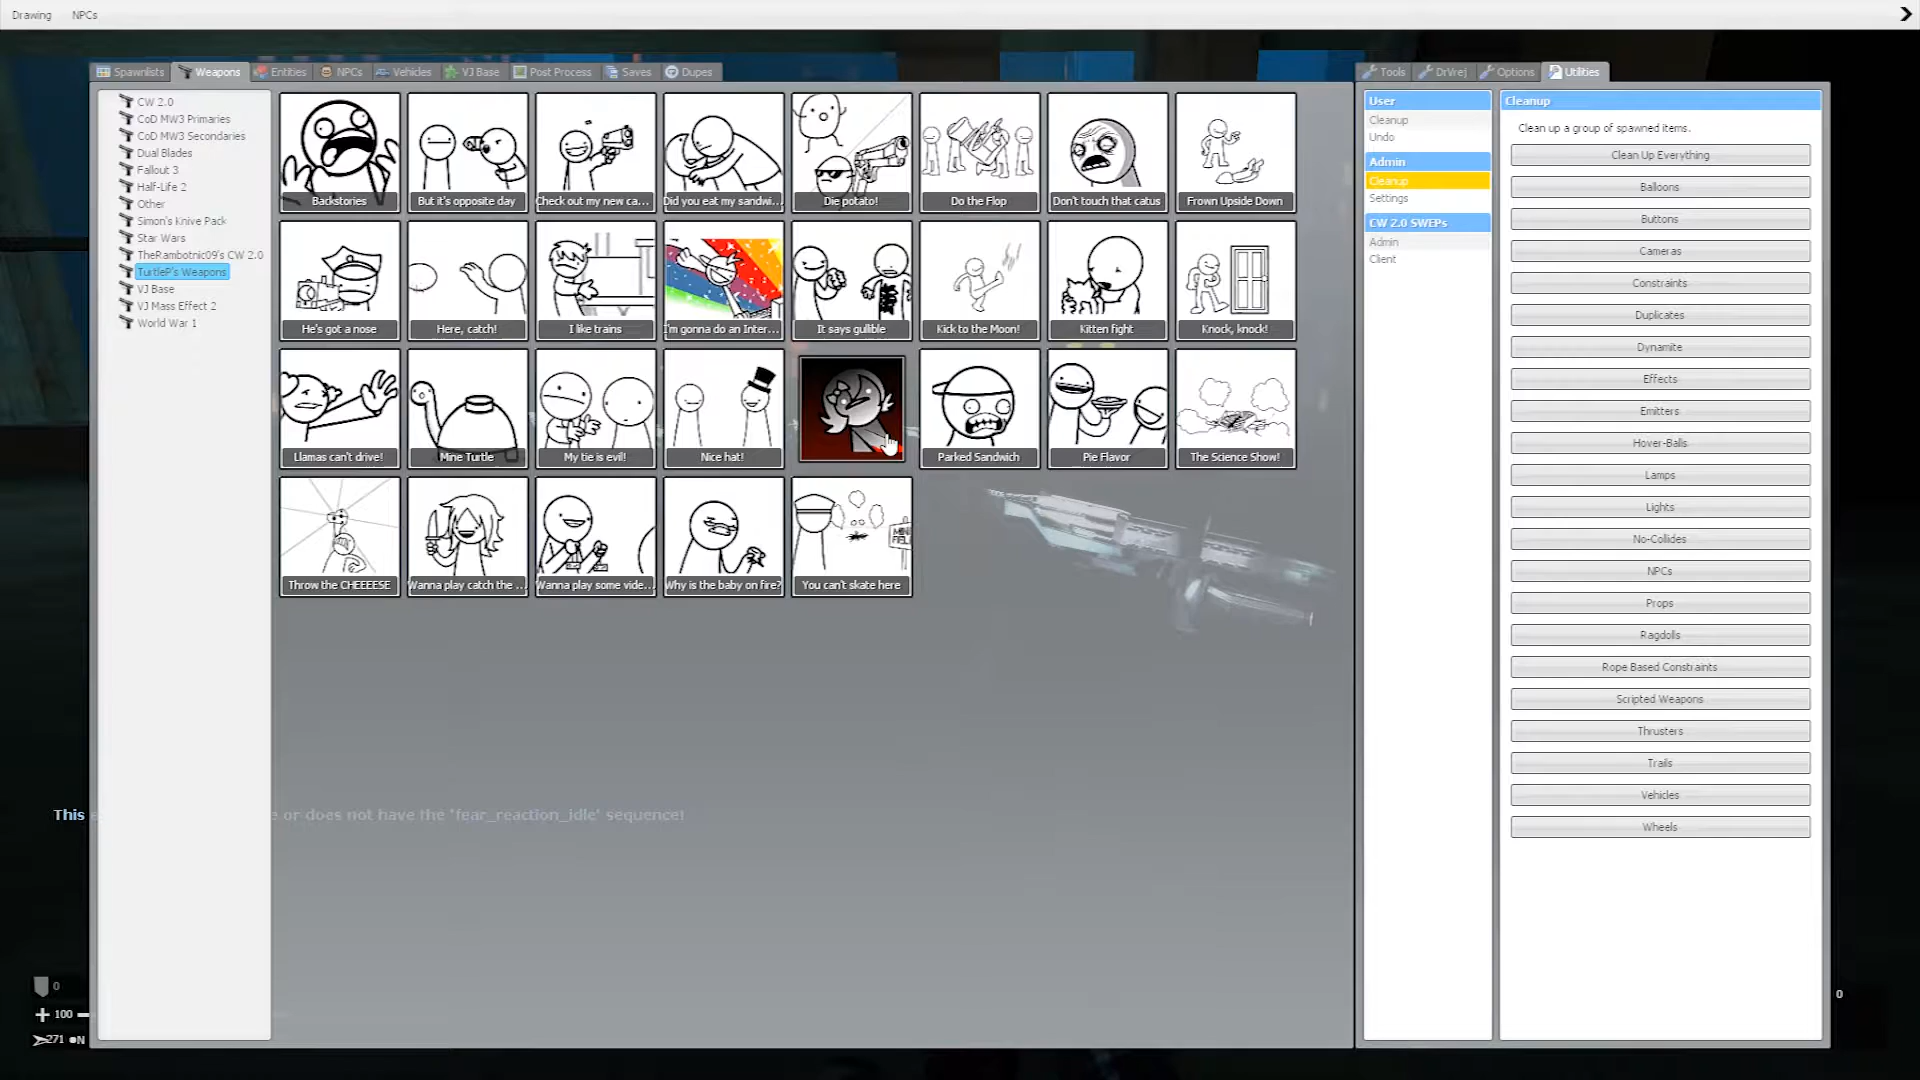 Drawing NPCs
Spawnlists Weapons Entities NPCs Vehicles VJ Base Post Process Saves Dupes
Tools DrVrej Options Utilities
CW 2.0
CoD MW3 Primaries
CoD MW3 Secondaries
Dual Blades
Fallout 3
Half-Life 2
Other
Simon's Knive Pack
Star Wars
TheRambotnic09's CW 2.0
TurtleP's Weapons
VJ Base
VJ Mass Effect 2
World War 1
Backstories But it's opposite day Check out my new ca... Did you eat my sandwi... Die potato! Do the Flop Don't touch that catus Frown Upside Down
He's got a nose Here, catch! I like trains I'm gonna do an Inter... It says gullible Kick to the Moon! Kitten fight Knock, knock!
Llamas can't drive! Mine Turtle My tie is evil! Nice hat! Parked Sandwich Pie Flavor The Science Show!
MINE
FIELD
Throw the CHEEEESE Wanna play catch the ... Wanna play some vide... Why is the baby on fire? You can't skate here
User
Cleanup
Undo
Admin
Cleanup
Settings
CW 2.0 SWEPs
Admin
Client
Cleanup
Clean up a group of spawned items.
Clean Up Everything
Balloons
Buttons
Cameras
Constraints
Duplicates
Dynamite
Effects
Emitters
Hover-Balls
Lamps
Lights
No-Collides
NPCs
Props
Ragdolls
Rope Based Constraints
Scripted Weapons
Thrusters
Trails
Vehicles
Wheels
This e or does not have the 'fear_reaction_idle' sequence!
0
100
271 N
0